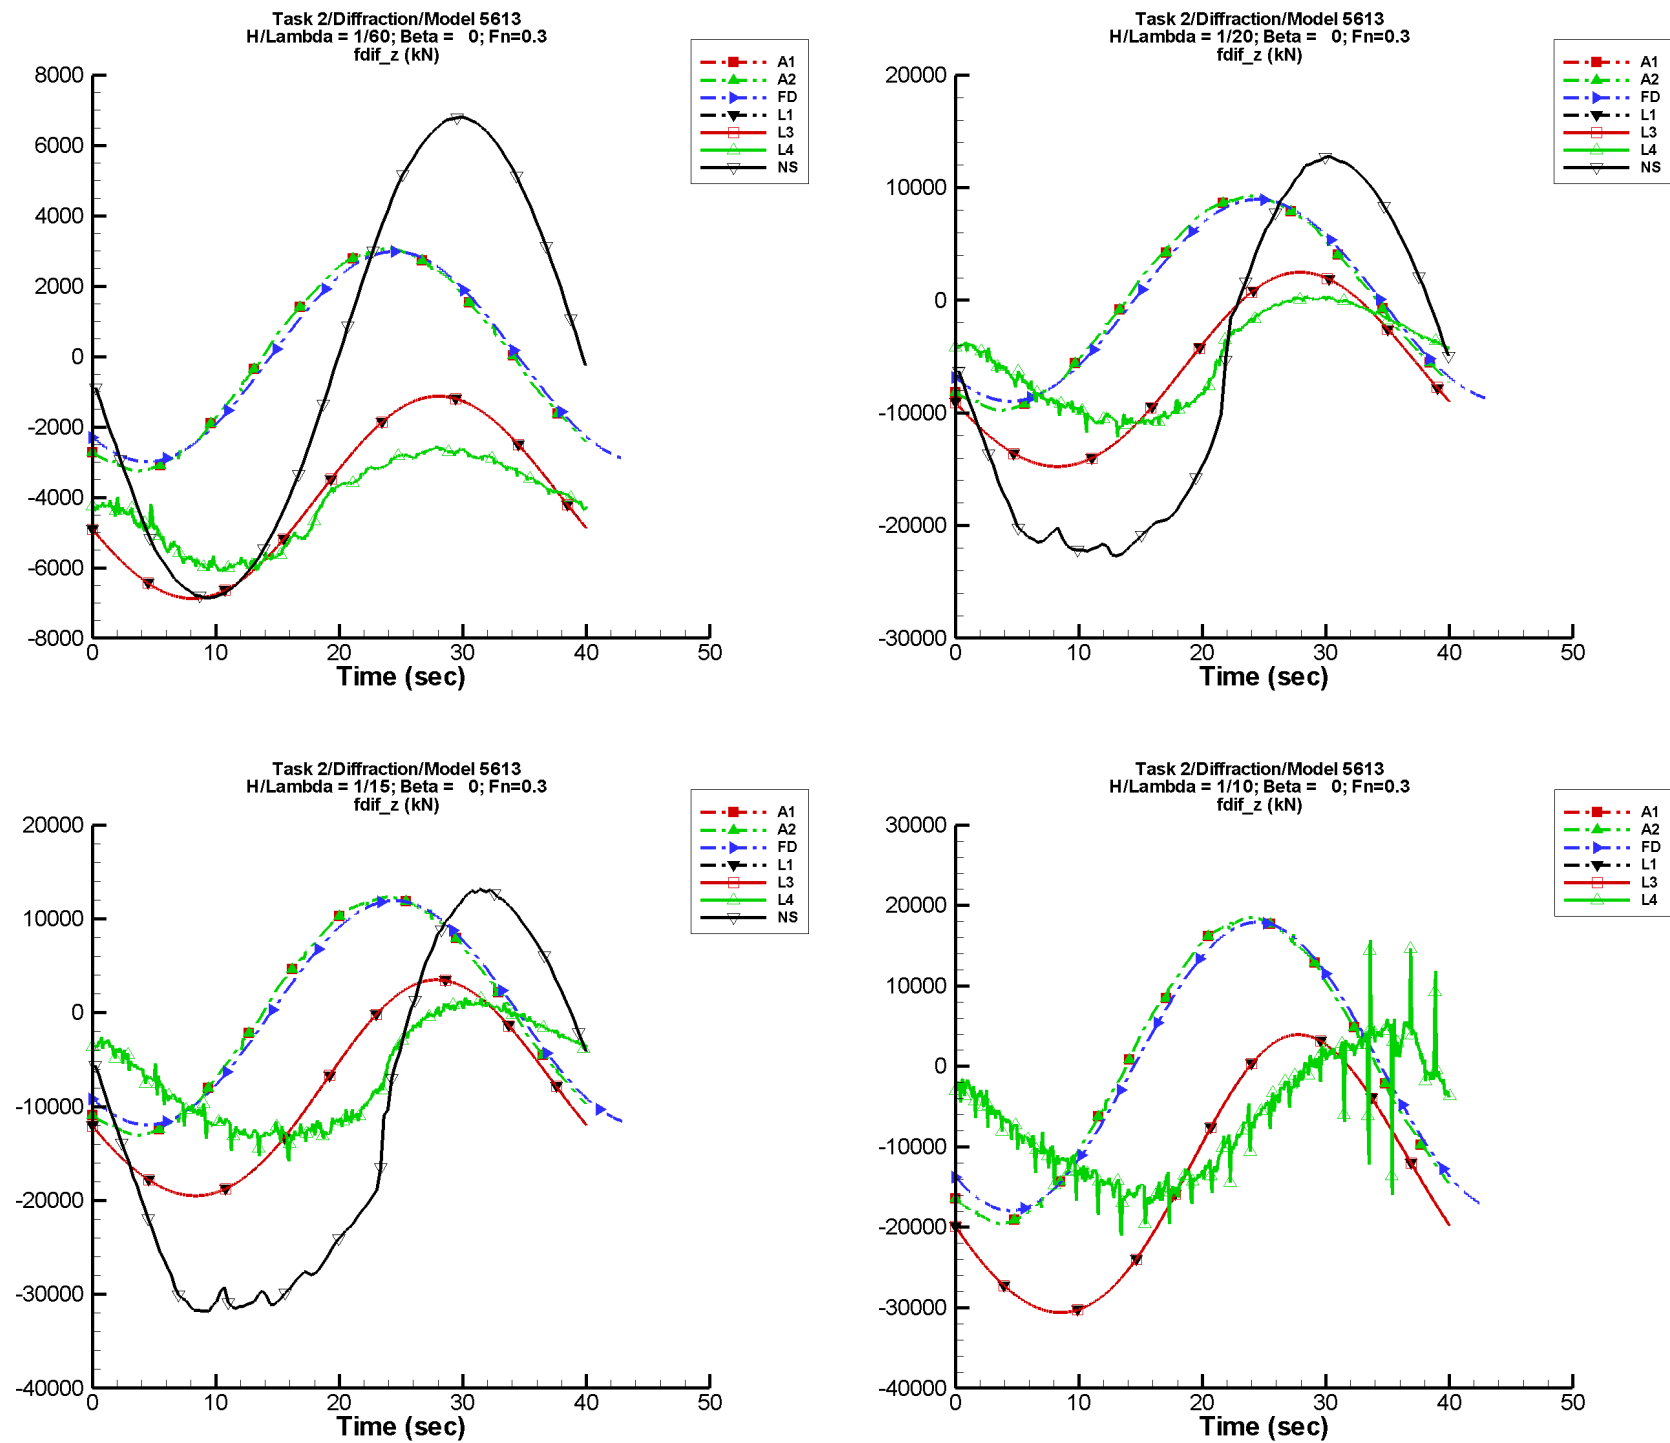 Task 2/Diffraction/Model 5613
H/Lambda = 1/60; Beta = 0; Fn=0.3
fdif_z (kN)
A1
A2
FD
L1
L3
L4
NS
8000
6000
4000
2000
0
-2000
-4000
-6000
-8000
0 10 20 30 40 50
Time (sec)
Task 2/Diffraction/Model 5613
H/Lambda = 1/20; Beta = 0; Fn=0.3
fdif_z (kN)
A1
A2
FD
L1
L3
L4
NS
20000
10000
0
-10000
-20000
-30000
0 10 20 30 40 50
Time (sec)
Task 2/Diffraction/Model 5613
H/Lambda = 1/15; Beta = 0; Fn=0.3
fdif_z (kN)
A1
A2
FD
L1
L3
L4
NS
20000
10000
0
-10000
-20000
-30000
-40000
0 10 20 30 40 50
Time (sec)
Task 2/Diffraction/Model 5613
H/Lambda = 1/10; Beta = 0; Fn=0.3
fdif_z (kN)
A1
A2
FD
L1
L3
L4
30000
20000
10000
0
-10000
-20000
-30000
-40000
0 10 20 30 40 50
Time (sec)